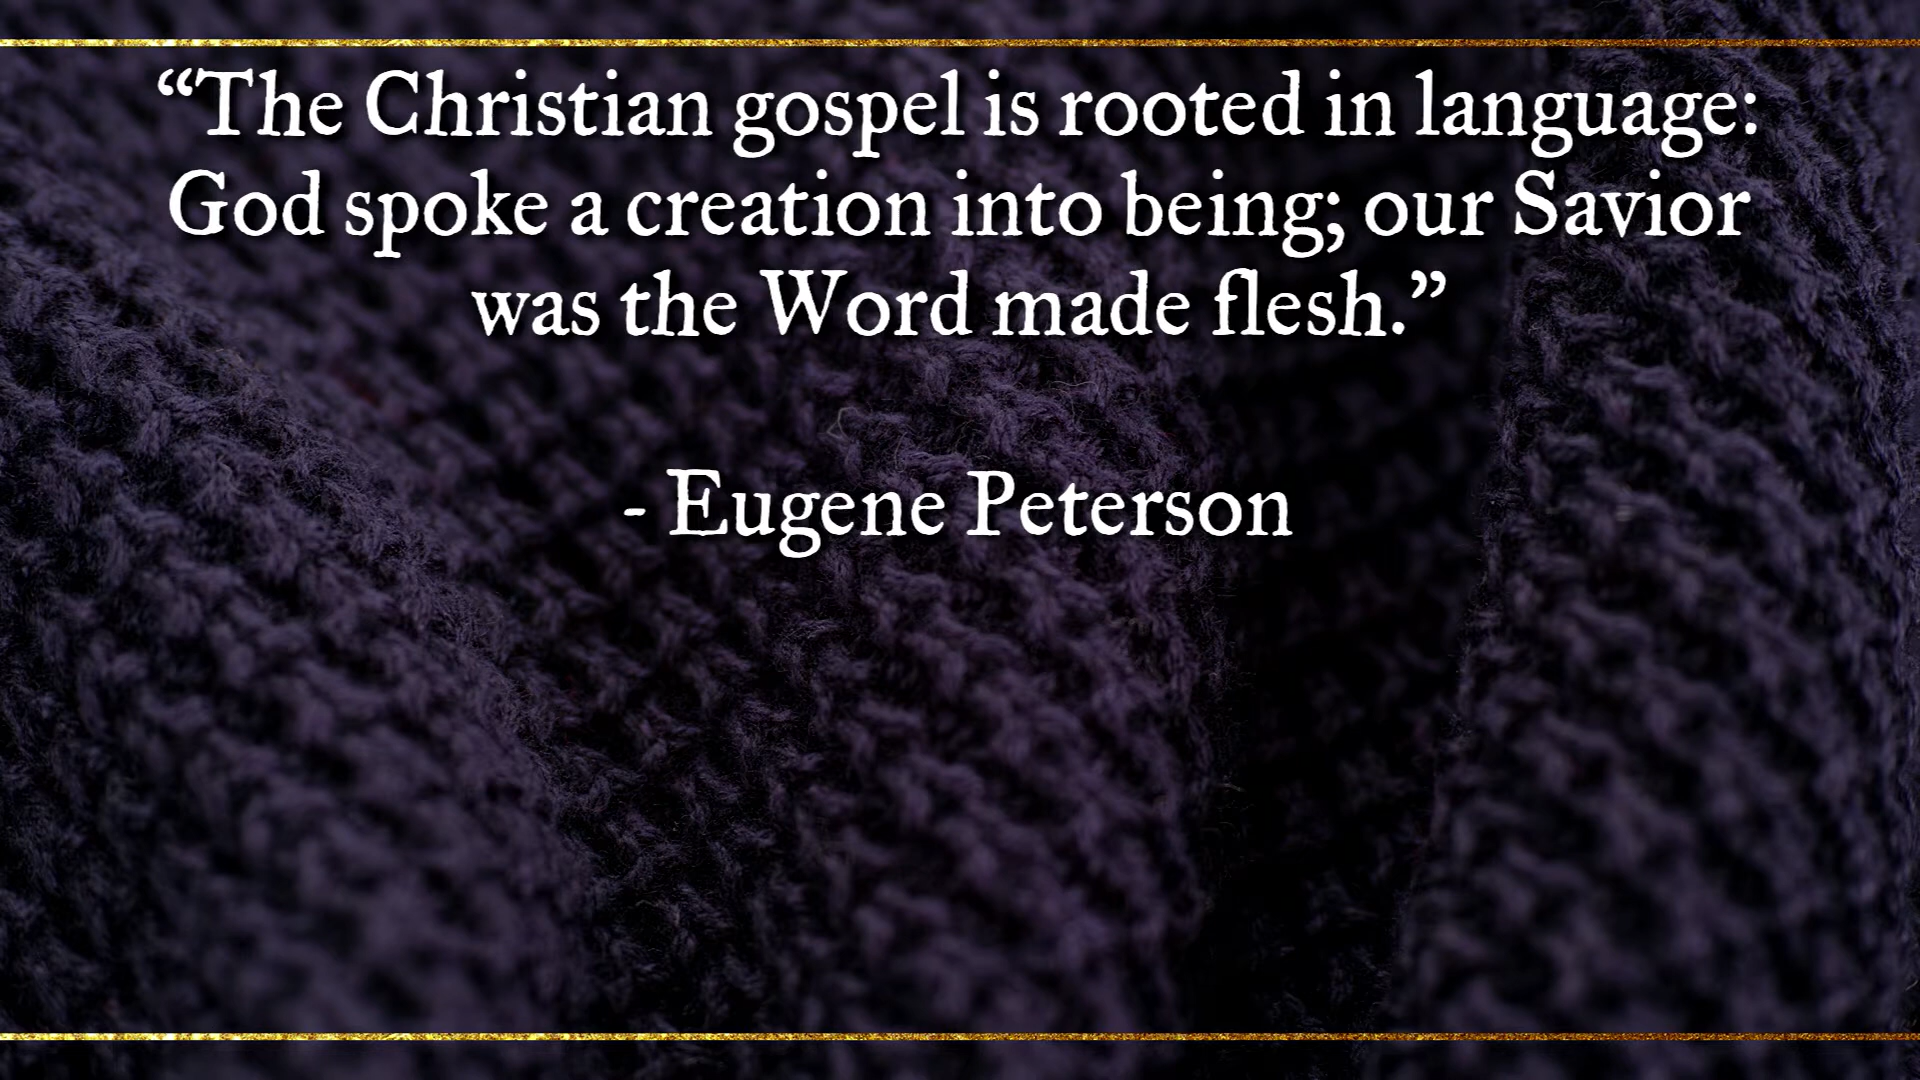 “The Christian gospel is rooted in language:
God spoke a creation into being; our Savior
was the Word made flesh.”
- Eugene Peterson